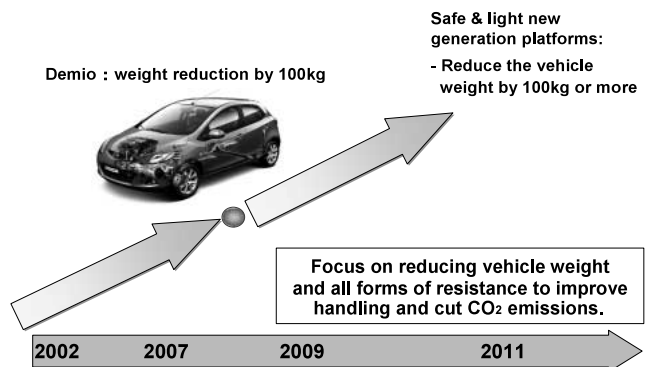 Safe & light new
generation platforms:
- Reduce the vehicle
weight by 100kg or more
Demio : weight reduction by 100kg
Focus on reducing vehicle weight
and all forms of resistance to improve
handling and cut CO₂ emissions.
2002 2007 2009 2011